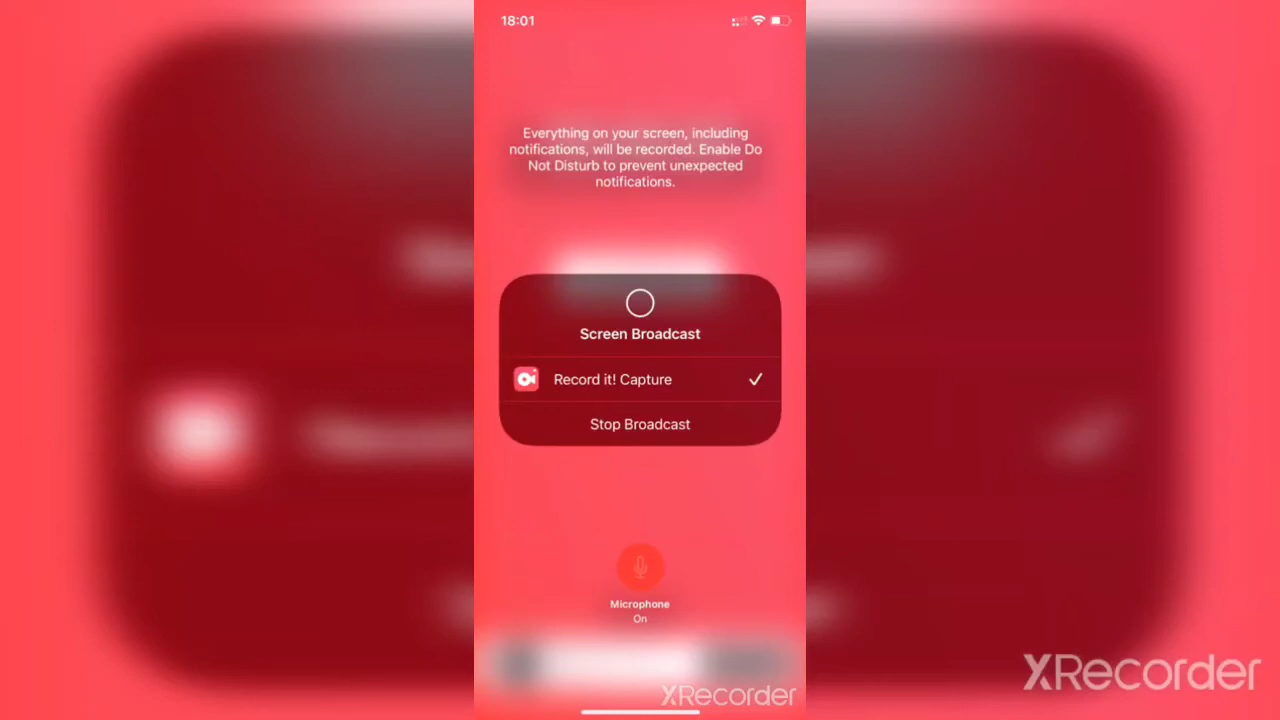 18:01
Everything on your screen, including
notifications, will be recorded. Enable Do
Not Disturb to prevent unexpected
notifications.
Screen Broadcast
Record it! Capture
Stop Broadcast
Microphone
On
XRecorder
XRecorder